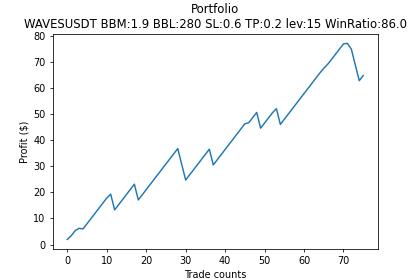 Portfolio
WAVESUSDT BBM:1.9 BBL:280 SL:0.6 TP:0.2 lev:15 WinRatio:86.0
80
70
60
50
40
30
20
10
0
Profit ($)
0 10 20 30 40 50 60 70
Trade counts